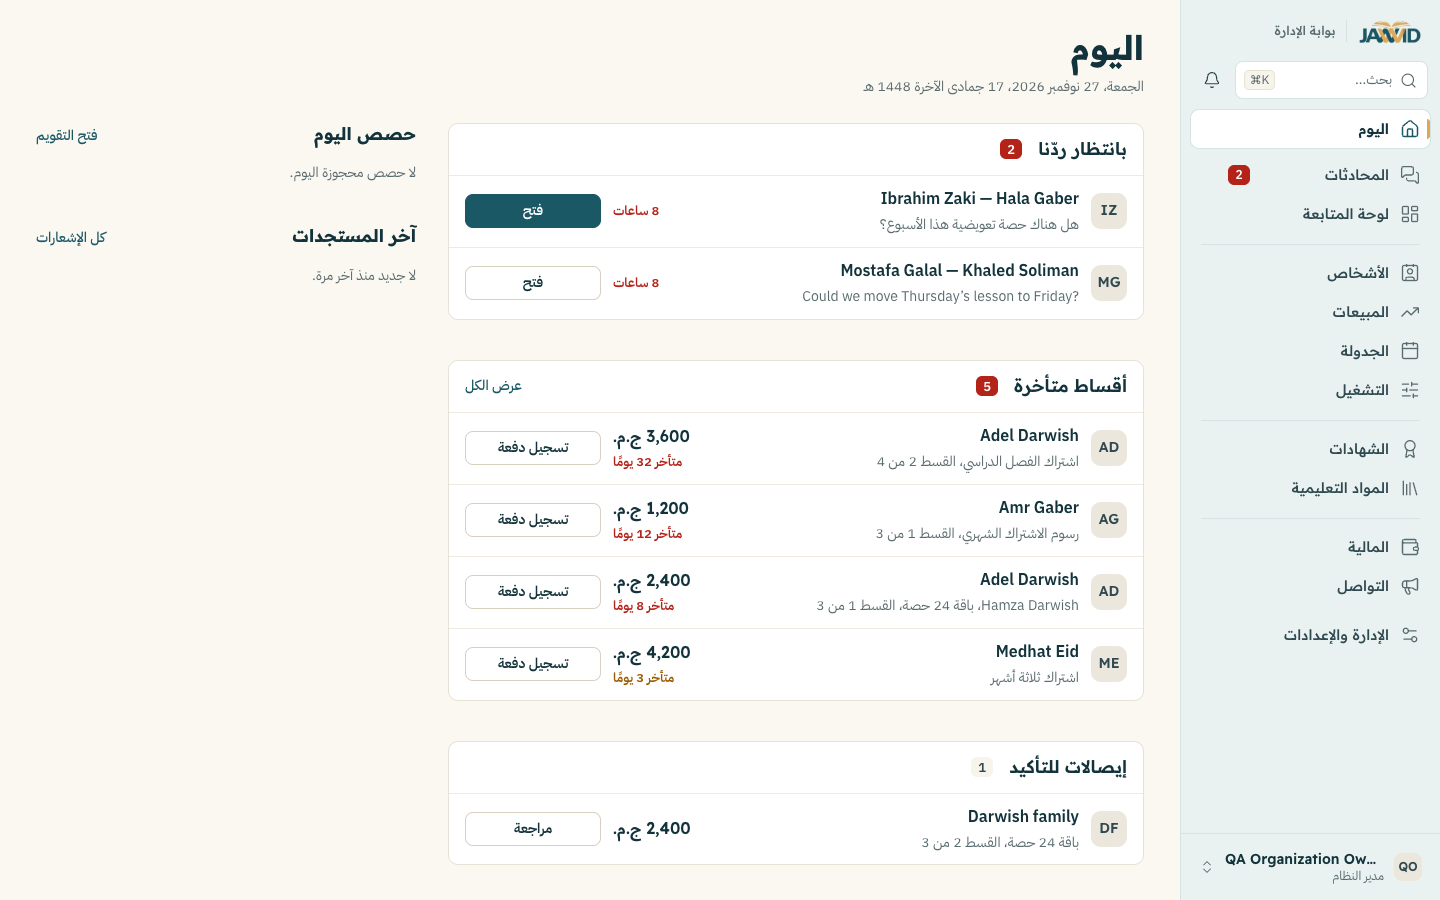 JAWID
بوابة الإدارة
بحث...
⌘K
اليوم
المحادثات
2
لوحة المتابعة
الأشخاص
المبيعات
الجدولة
التشغيل
الشهادات
المواد التعليمية
المالية
التواصل
الإدارة والإعدادات
QO
QA Organization Ow...
مدير النظام
اليوم
الجمعة، 27 نوفمبر 2026، 17 جمادى الآخرة 1448 هـ
بانتظار ردّنا
2
IZ
Ibrahim Zaki — Hala Gaber
هل هناك حصة تعويضية هذا الأسبوع؟
8 ساعات
فتح
MG
Mostafa Galal — Khaled Soliman
Could we move Thursday's lesson to Friday?
8 ساعات
فتح
أقساط متأخرة
5
عرض الكل
AD
Adel Darwish
اشتراك الفصل الدراسي، القسط 2 من 4
3,600 ج.م.
متأخر 32 يومًا
تسجيل دفعة
AG
Amr Gaber
رسوم الاشتراك الشهري، القسط 1 من 3
1,200 ج.م.
متأخر 12 يومًا
تسجيل دفعة
AD
Adel Darwish
Hamza Darwish، باقة 24 حصة، القسط 1 من 3
2,400 ج.م.
متأخر 8 يومًا
تسجيل دفعة
ME
Medhat Eid
اشتراك ثلاثة أشهر
4,200 ج.م.
متأخر 3 يومًا
تسجيل دفعة
إيصالات للتأكيد
1
DF
Darwish family
باقة 24 حصة، القسط 2 من 3
2,400 ج.م.
مراجعة
حصص اليوم
فتح التقويم
لا حصص محجوزة اليوم.
آخر المستجدات
كل الإشعارات
لا جديد منذ آخر مرة.